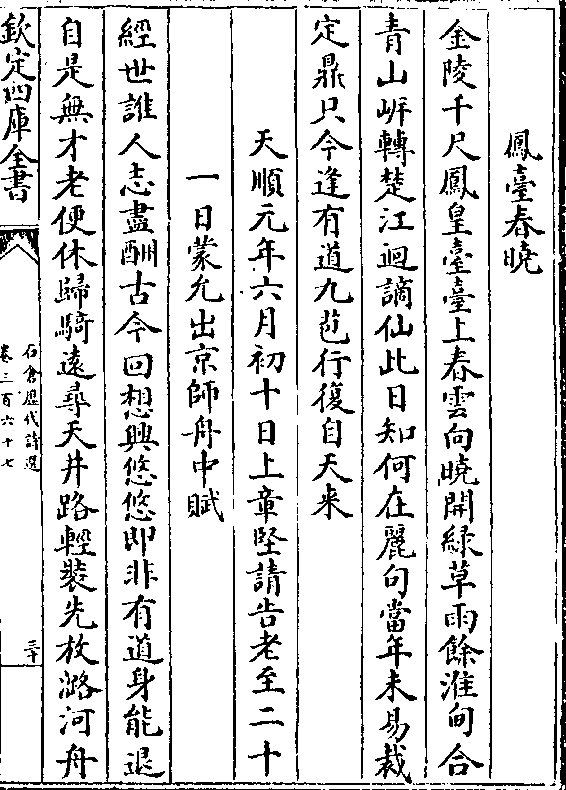 鳳臺春曉
金陵千尺鳳皇臺臺上春雲向曉開緑草雨餘淮甸合
青山㟁轉楚江迴謫仙此日知何在麗句當年未易裁
定鼎只今逢有道九苞行復自天来
天順元年六月初十日上章堅請告老至二十
一日蒙允出京師舟中賦
經世誰人志盡酬古今回想興悠悠即非有道身能退
自是無才老便休歸騎遠尋天井路輕裝先放潞河舟
欽定四庫全書
石倉歷代詩選
卷三百六十七
三十